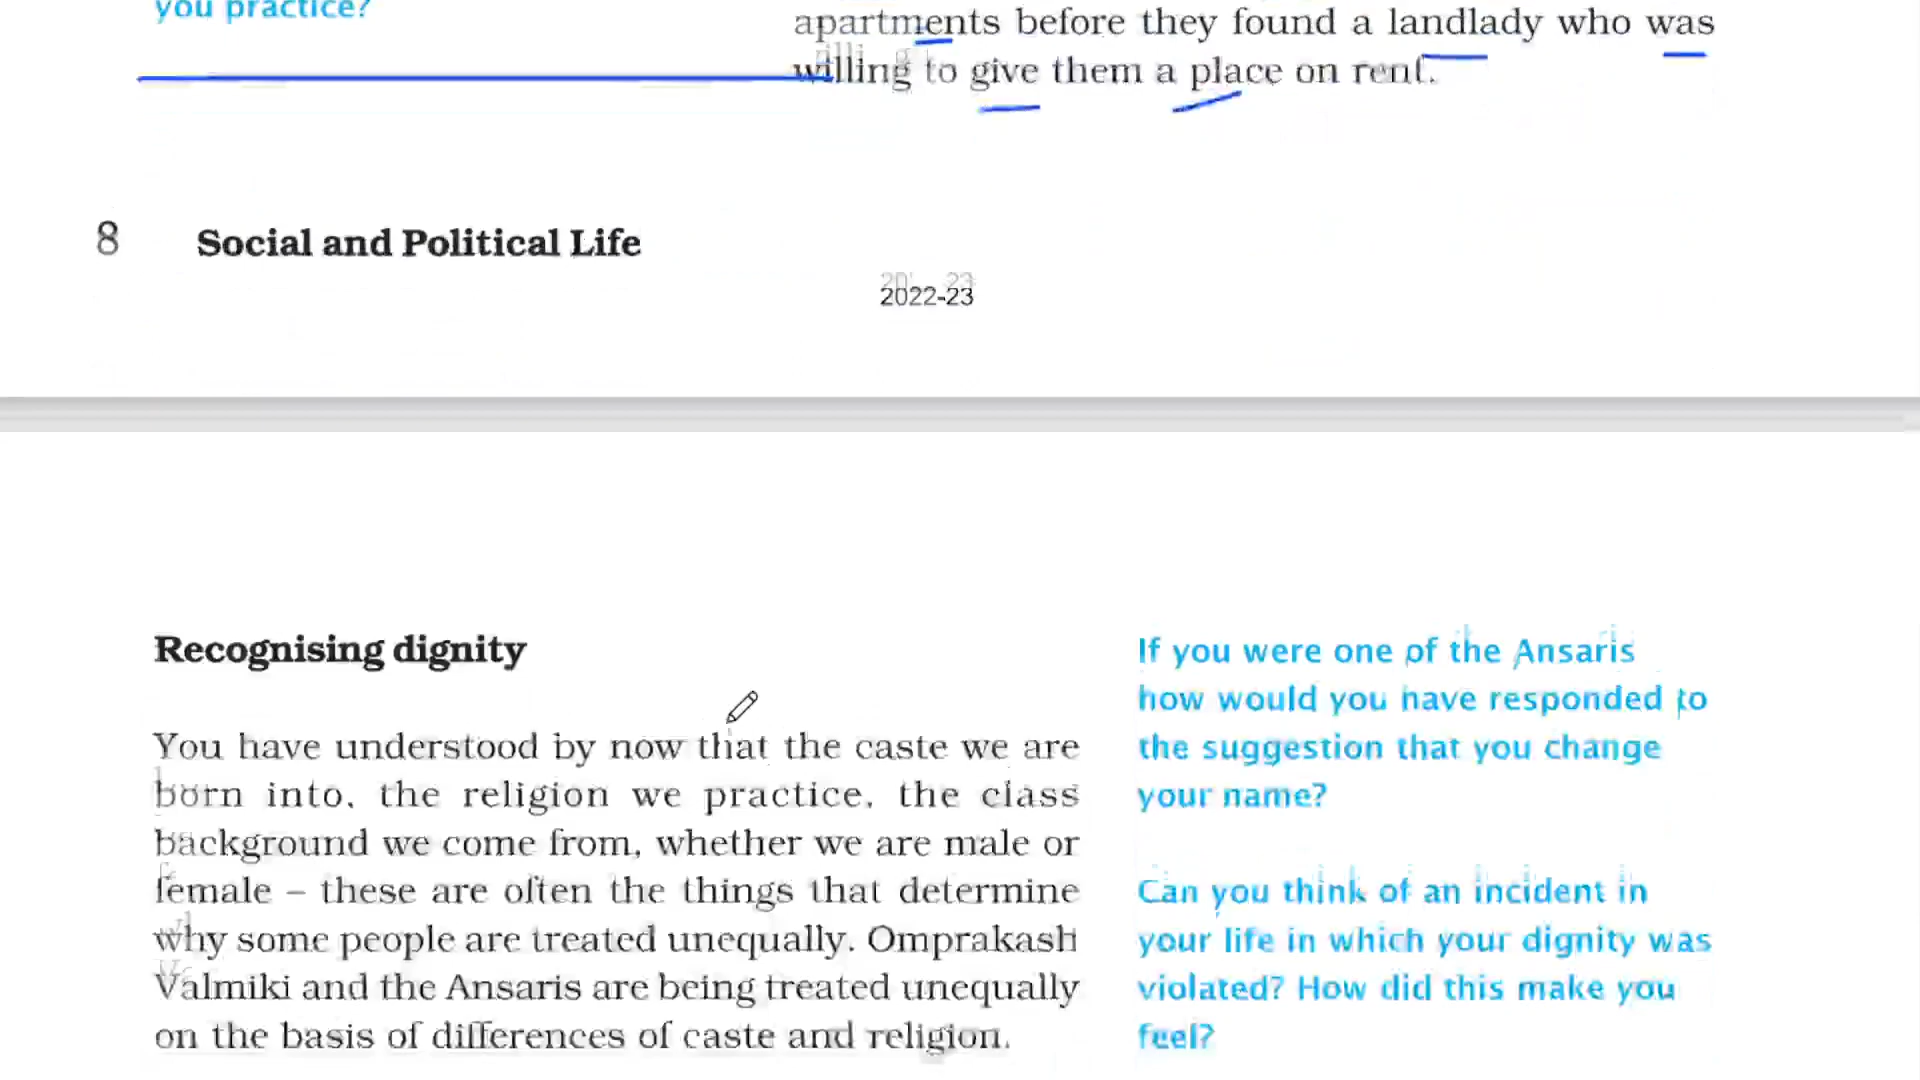 you practice?
apartments before they found a landlady who was
willing to give them a place on rent.
8 Social and Political Life
2022-23
Recognising dignity
You have understood by now that the caste we are
born into, the religion we practice, the class
background we come from, whether we are male or
female – these are often the things that determine
why some people are treated unequally. Omprakash
Valmiki and the Ansaris are being treated unequally
on the basis of differences of caste and religion.
If you were one of the Ansaris
how would you have responded to
the suggestion that you change
your name?
Can you think of an incident in
your life in which your dignity was
violated? How did this make you
feel?